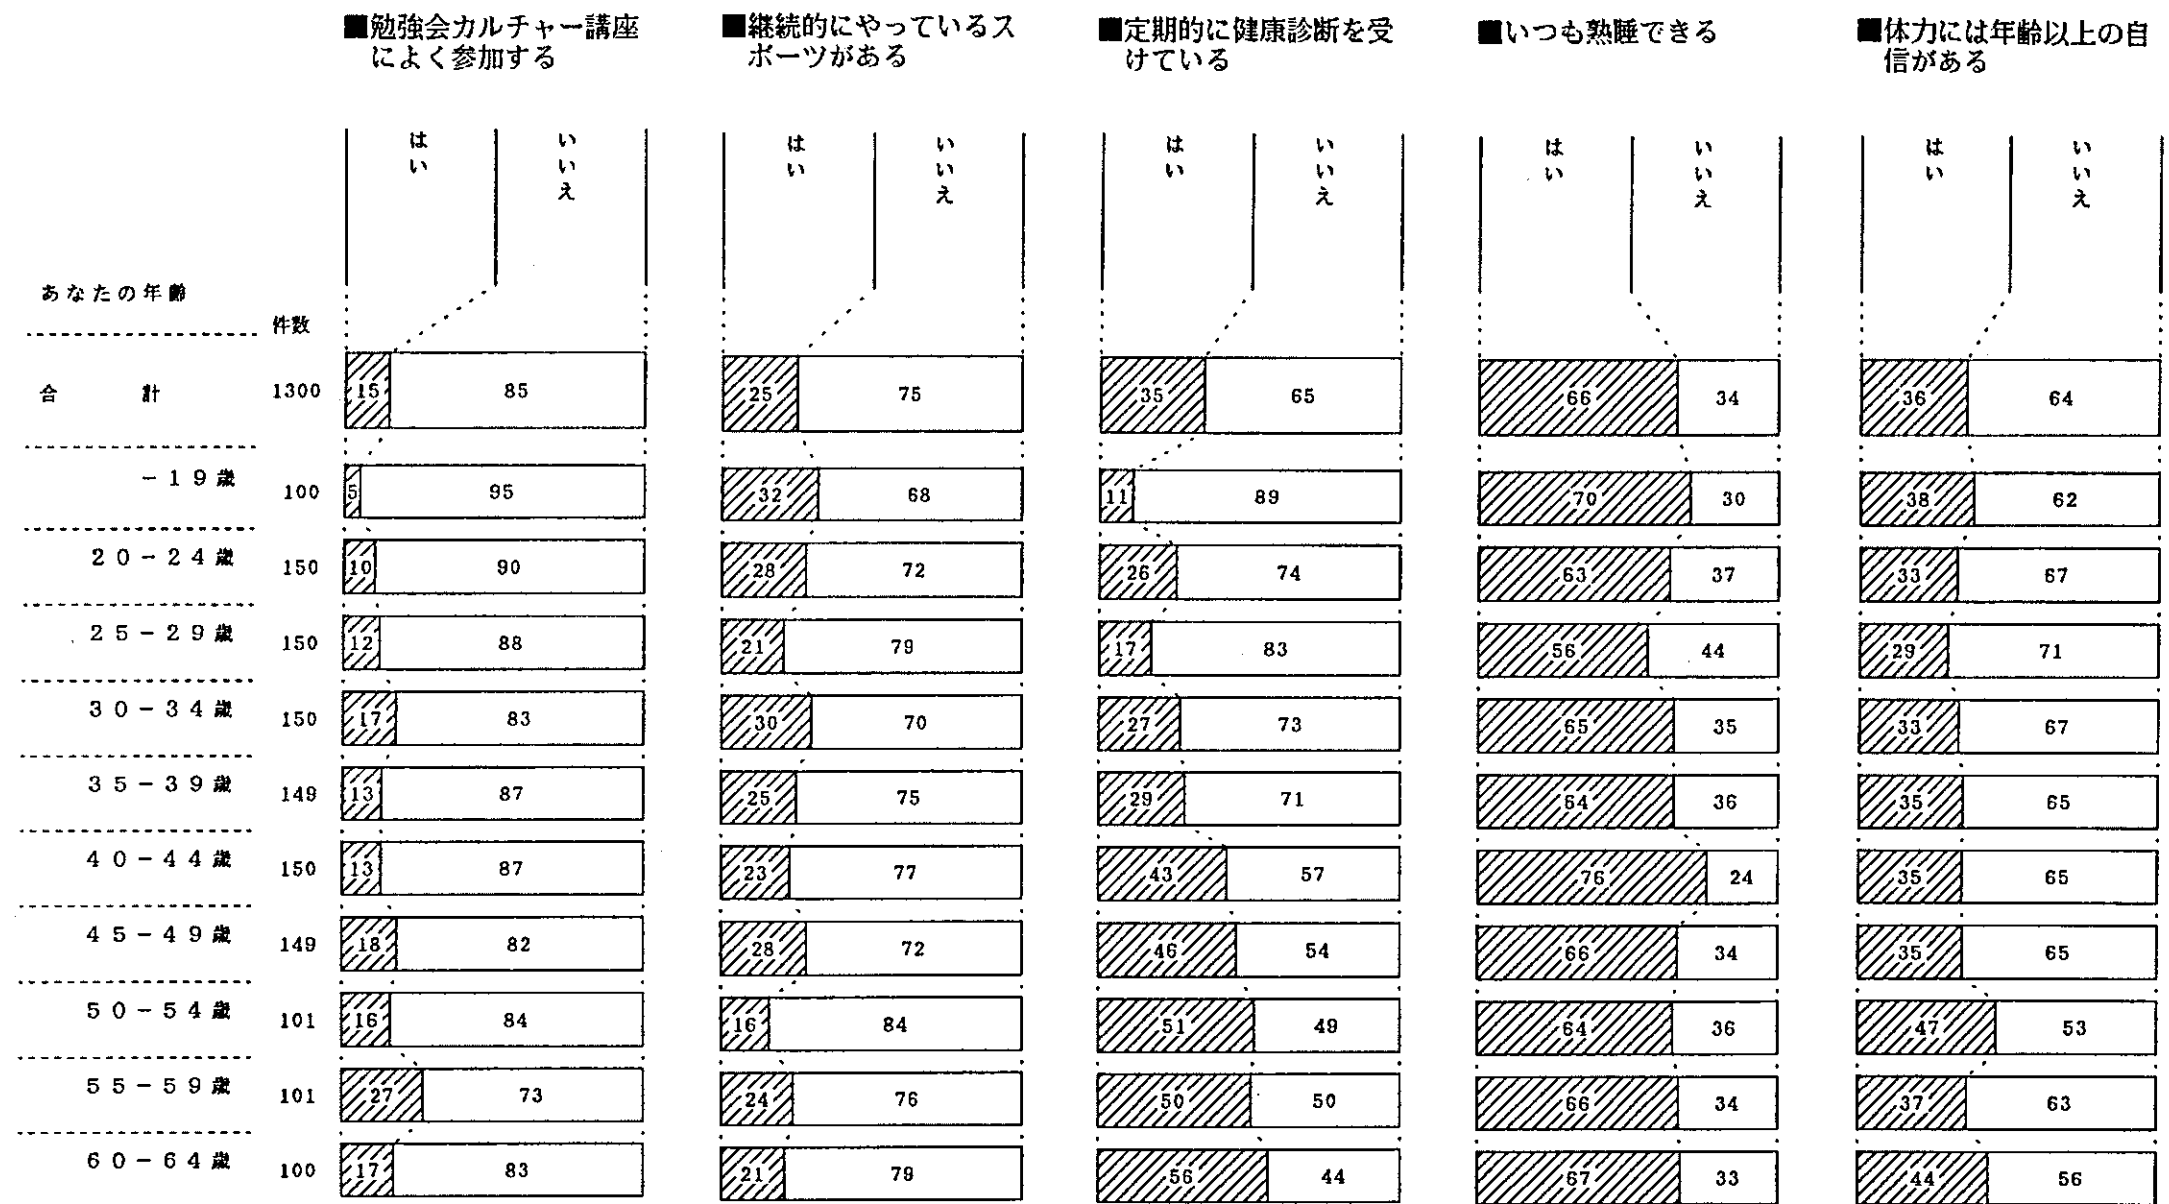 ■勉強会カルチャー講座
によく参加する
■継続的にやっているス
ポーツがある
■定期的に健康診断を受
けている
■いつも熟睡できる
■体力には年齢以上の自
信がある
はい いいえ はい いいえ はい いいえ はい いいえ はい いいえ
あなたの年齢
件数
合計 1300 15 85 25 75 35 65 66 34 36 64
-19歳 100 5 95 32 68 11 89 70 30 38 62
20-24歳 150 10 90 28 72 26 74 63 37 33 67
25-29歳 150 12 88 21 79 17 83 56 44 29 71
30-34歳 150 17 83 30 70 27 73 65 35 33 67
35-39歳 149 13 87 25 75 29 71 64 36 35 65
40-44歳 150 13 87 23 77 43 57 76 24 35 65
45-49歳 149 18 82 28 72 46 54 66 34 35 65
50-54歳 101 16 84 16 84 51 49 64 36 47 53
55-59歳 101 27 73 24 76 50 50 66 34 37 63
60-64歳 100 17 83 21 79 56 44 67 33 44 56